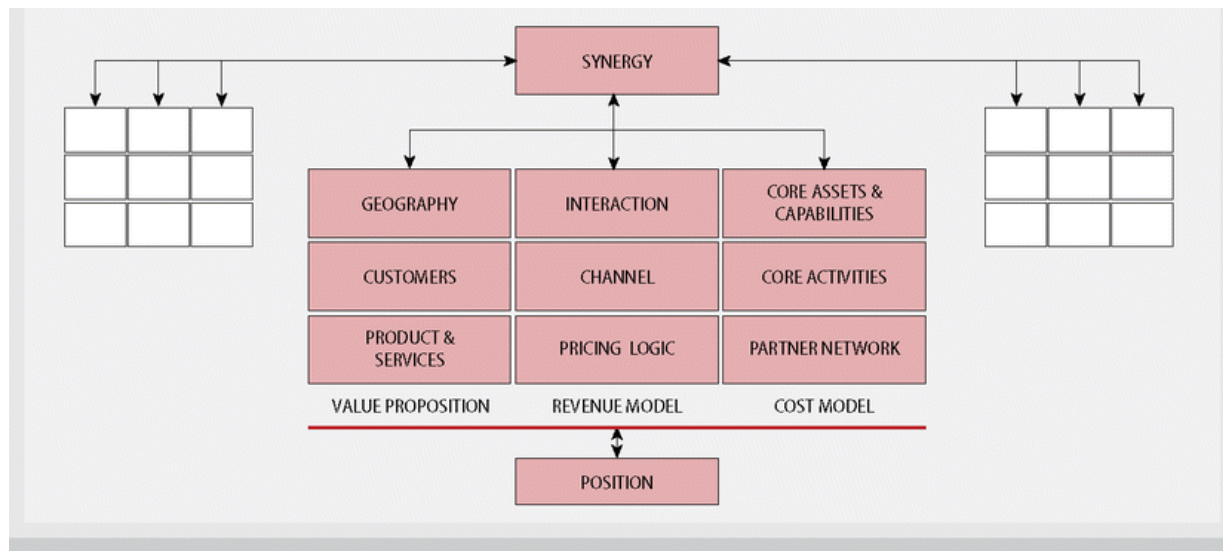 SYNERGY
GEOGRAPHY
INTERACTION
CORE ASSETS &
CAPABILITIES
CUSTOMERS
CHANNEL
CORE ACTIVITIES
PRODUCT &
SERVICES
PRICING LOGIC
PARTNER NETWORK
VALUE PROPOSITION
REVENUE MODEL
COST MODEL
POSITION